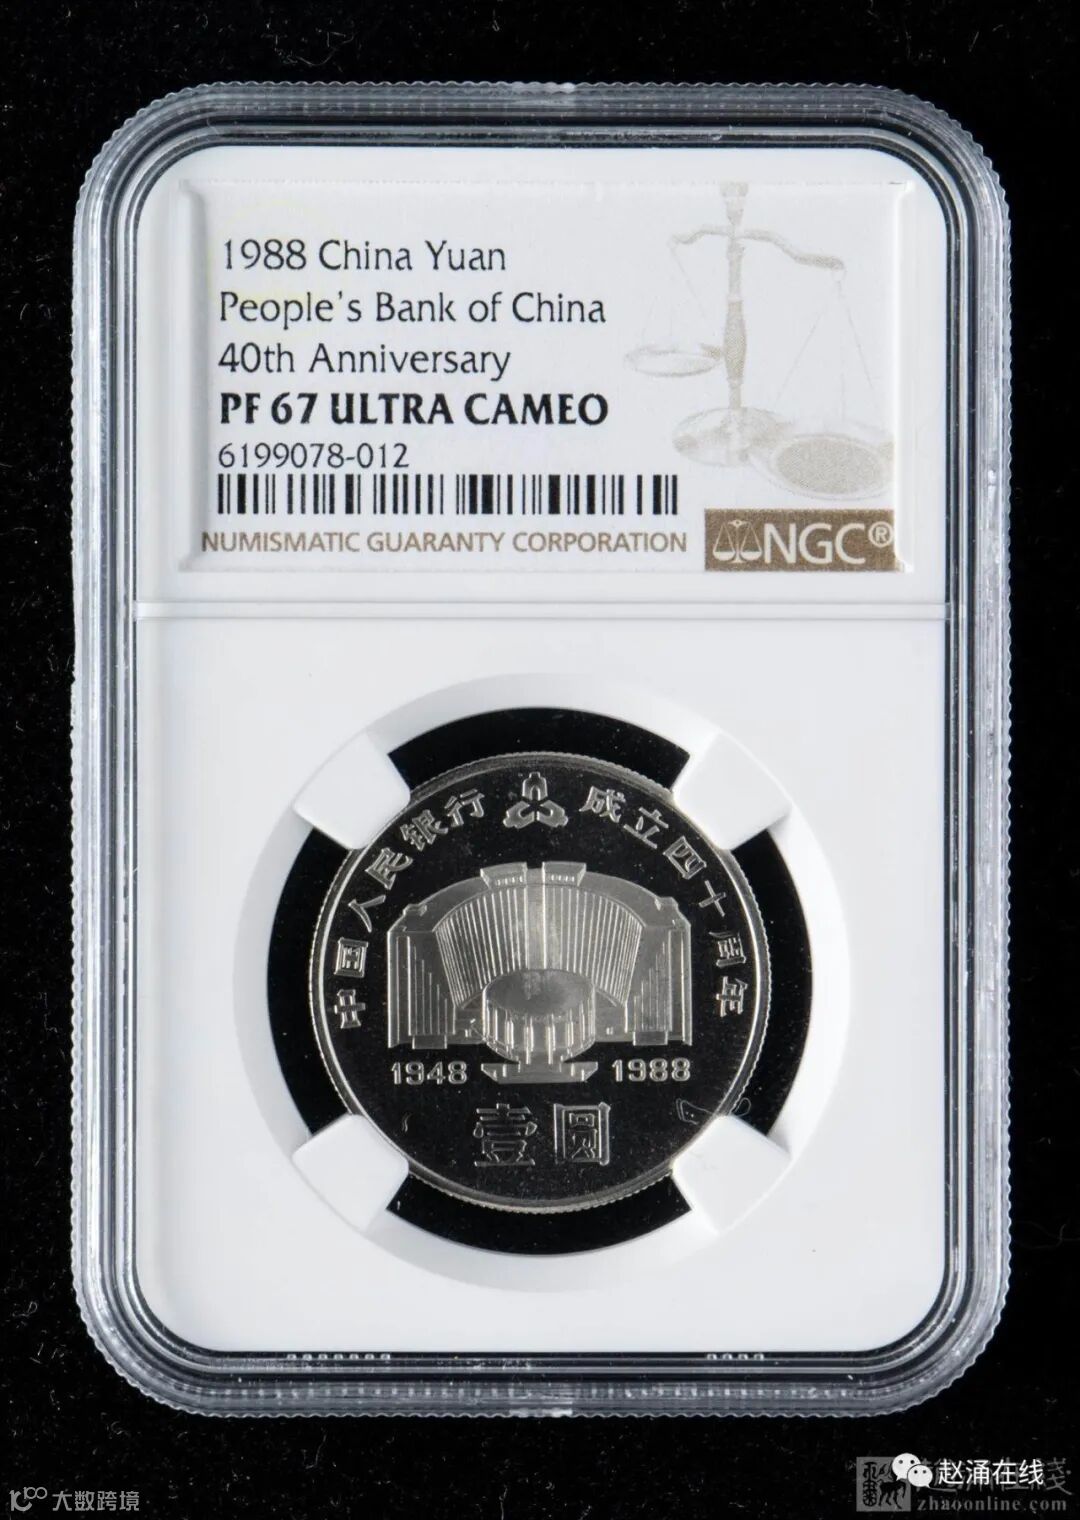 1988 China Yuan
People's Bank of China
40th Anniversary
PF 67 ULTRA CAMEO
6199078-012
NUMISMATIC GUARANTY CORPORATION
NGC®
中国人民银行 成立四十周年
1948 1988
壹圆
大数跨境
赵涌在线
zhaoonline.com